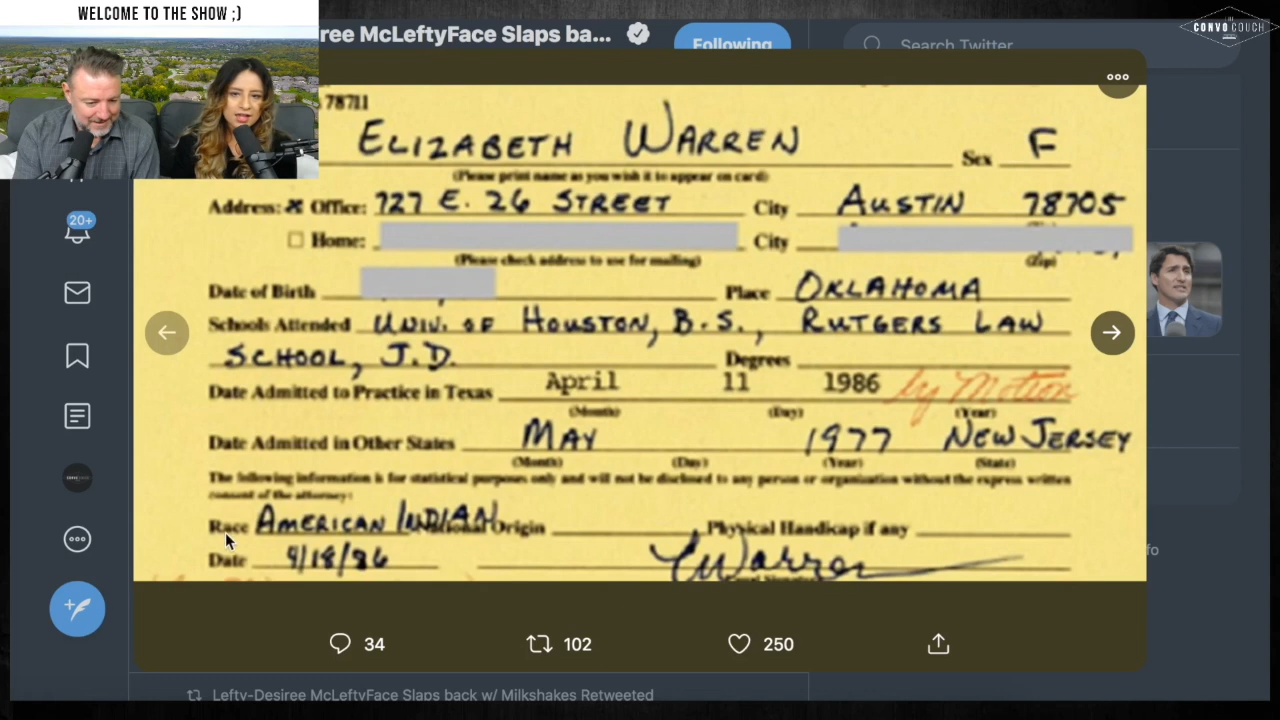 WELCOME TO THE SHOW ;)
ree McLeftyFace Slaps ba...
Following
Search Twitter
THE
CONVO COUCH
78711
ELIZABETH WARREN Sex F
(Please print name as you wish it to appear on card)
Address: Office: 727 E. 26 STREET City AUSTIN 78705
Home: City
(Please check address to use for mailing) (Zip)
Date of Birth Place OKLAHOMA
Schools Attended UNIV. OF HOUSTON, B.S., RUTGERS LAW
SCHOOL, J.D. Degrees
Date Admitted to Practice in Texas April 11 1986 by Motion
(Month) (Day) (Year)
Date Admitted in Other States MAY 1977 NEW JERSEY
(Month) (Day) (Year) (State)
The following information is for statistical purposes only and will not be disclosed to any person or organization without the express written
consent of the attorney:
Race AMERICAN INDIAN National Origin Physical Handicap if any
Date 4/18/86 Warren
20+
fo
34 102 250
Lefty-Desiree McLeftyFace Slaps back w/ Milkshakes Retweeted